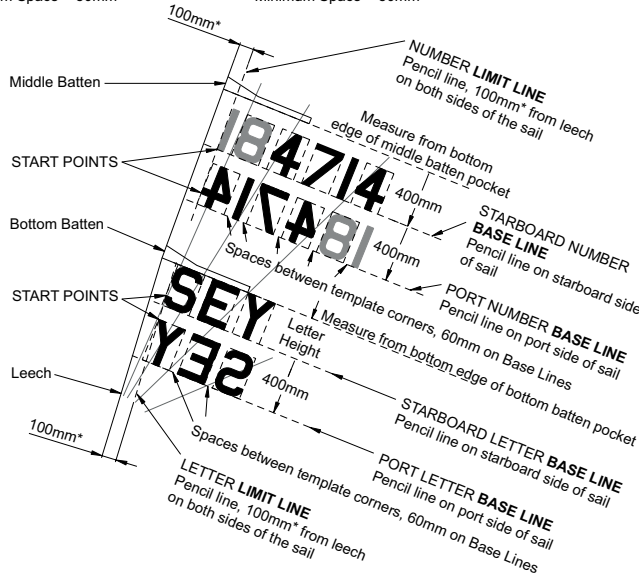 100mm*
NUMBER LIMIT LINE
Pencil line, 100mm* from leech
on both sides of the sail
Middle Batten
Measure from bottom
edge of middle batten pocket
184714
START POINTS
400mm
STARBOARD NUMBER
BASE LINE
Pencil line on starboard side
of sail
184714
400mm
Bottom Batten
Spaces between template corners, 60mm on Base Lines
PORT NUMBER BASE LINE
Pencil line on port side of sail
START POINTS
SEY
Letter
Height
Measure from bottom edge of bottom batten pocket
SEY
400mm
STARBOARD LETTER BASE LINE
Pencil line on starboard side of sail
Leech
100mm*
Spaces between template corners, 60mm on Base Lines
PORT LETTER BASE LINE
Pencil line on port side of sail
LETTER LIMIT LINE
Pencil line, 100mm* from leech
on both sides of the sail